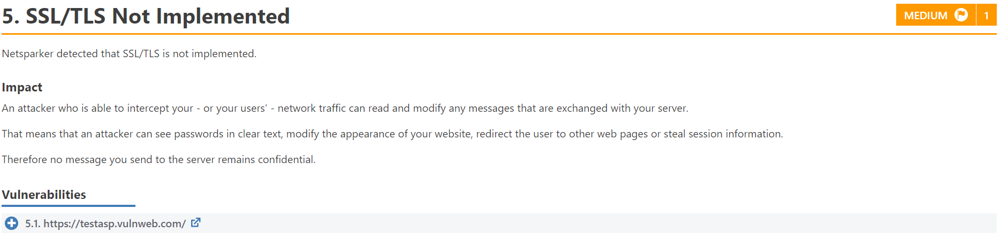 5. SSL/TLS Not Implemented
MEDIUM 1
Netsparker detected that SSL/TLS is not implemented.
Impact
An attacker who is able to intercept your - or your users' - network traffic can read and modify any messages that are exchanged with your server.
That means that an attacker can see passwords in clear text, modify the appearance of your website, redirect the user to other web pages or steal session information.
Therefore no message you send to the server remains confidential.
Vulnerabilities
5.1. https://testasp.vulnweb.com/